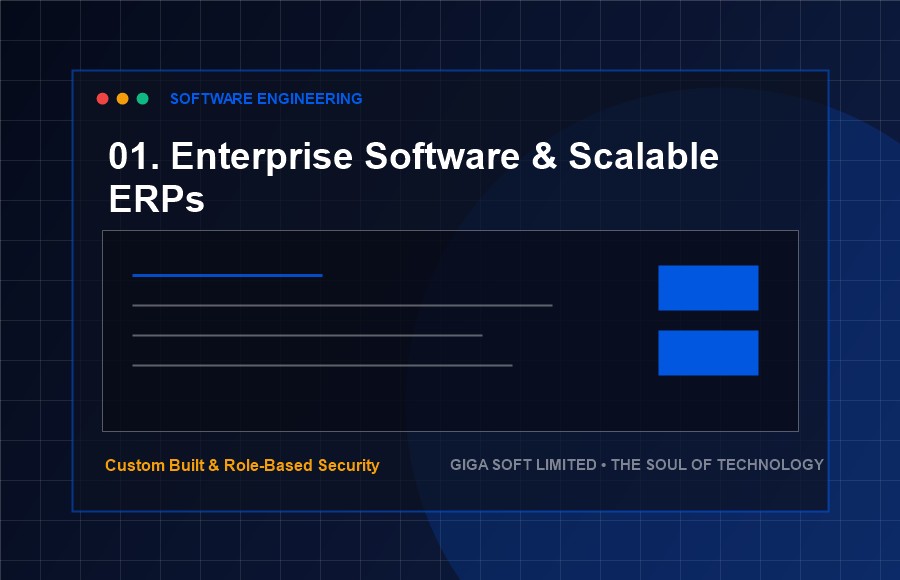 SOFTWARE ENGINEERING
01. Enterprise Software & Scalable
ERPs
Custom Built & Role-Based Security
GIGA SOFT LIMITED • THE SOUL OF TECHNOLOGY